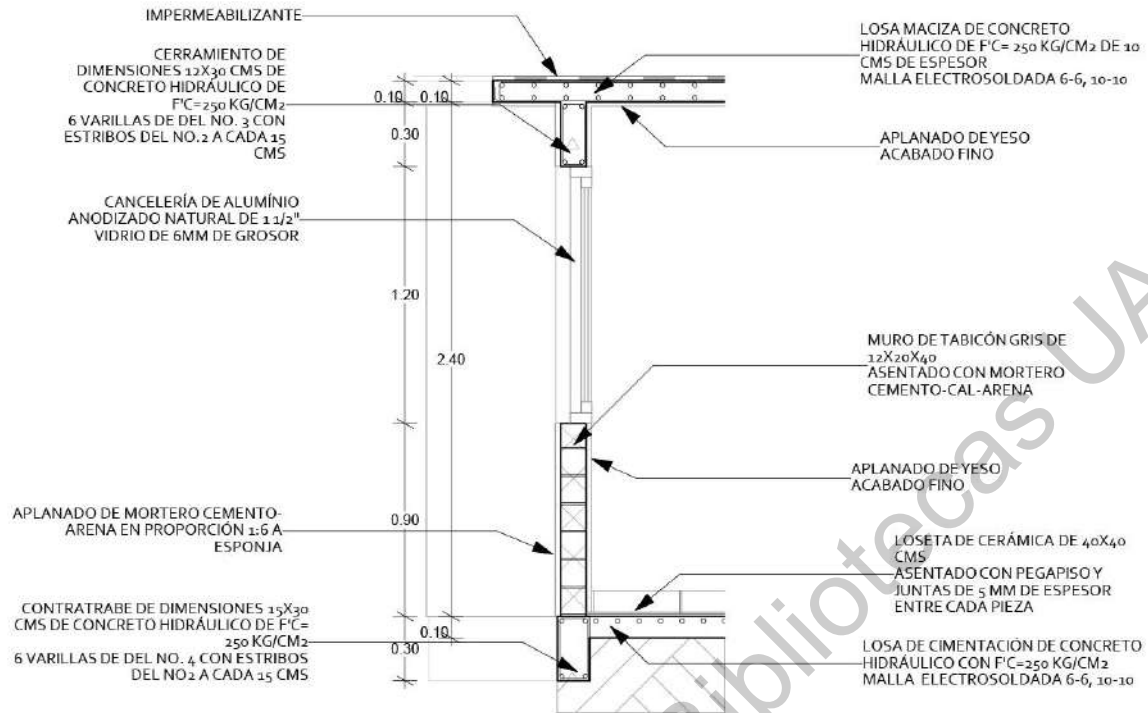 IMPERMEABILIZANTE
CERRAMIENTO DE
DIMENSIONES 12X30 CMS DE
CONCRETO HIDRÁULICO DE
F'C=250 KG/CM2
6 VARILLAS DE DEL NO. 3 CON
ESTRIBOS DEL NO.2 A CADA 15
CMS
CANCELERÍA DE ALUMÍNIO
ANODIZADO NATURAL DE 1 1/2"
VIDRIO DE 6MM DE GROSOR
APLANADO DE MORTERO CEMENTO-
ARENA EN PROPORCIÓN 1:6 A
ESPONJA
CONTRATRABE DE DIMENSIONES 15X30
CMS DE CONCRETO HIDRÁULICO DE F'C=
250 KG/CM2
6 VARILLAS DE DEL NO. 4 CON ESTRIBOS
DEL NO2 A CADA 15 CMS
0.10
0.10
0.30
1.20
2.40
0.90
0.10
0.30
LOSA MACIZA DE CONCRETO
HIDRÁULICO DE F'C= 250 KG/CM2 DE 10
CMS DE ESPESOR
MALLA ELECTROSOLDADA 6-6, 10-10
APLANADO DE YESO
ACABADO FINO
MURO DE TABICÓN GRIS DE
12X20X40
ASENTADO CON MORTERO
CEMENTO-CAL-ARENA
APLANADO DE YESO
ACABADO FINO
LOSETA DE CERÁMICA DE 40X40
CMS
ASENTADO CON PEGAPISO Y
JUNTAS DE 5 MM DE ESPESOR
ENTRE CADA PIEZA
LOSA DE CIMENTACIÓN DE CONCRETO
HIDRÁULICO CON F'C=250 KG/CM2
MALLA ELECTROSOLDADA 6-6, 10-10
Bibliotecas UA